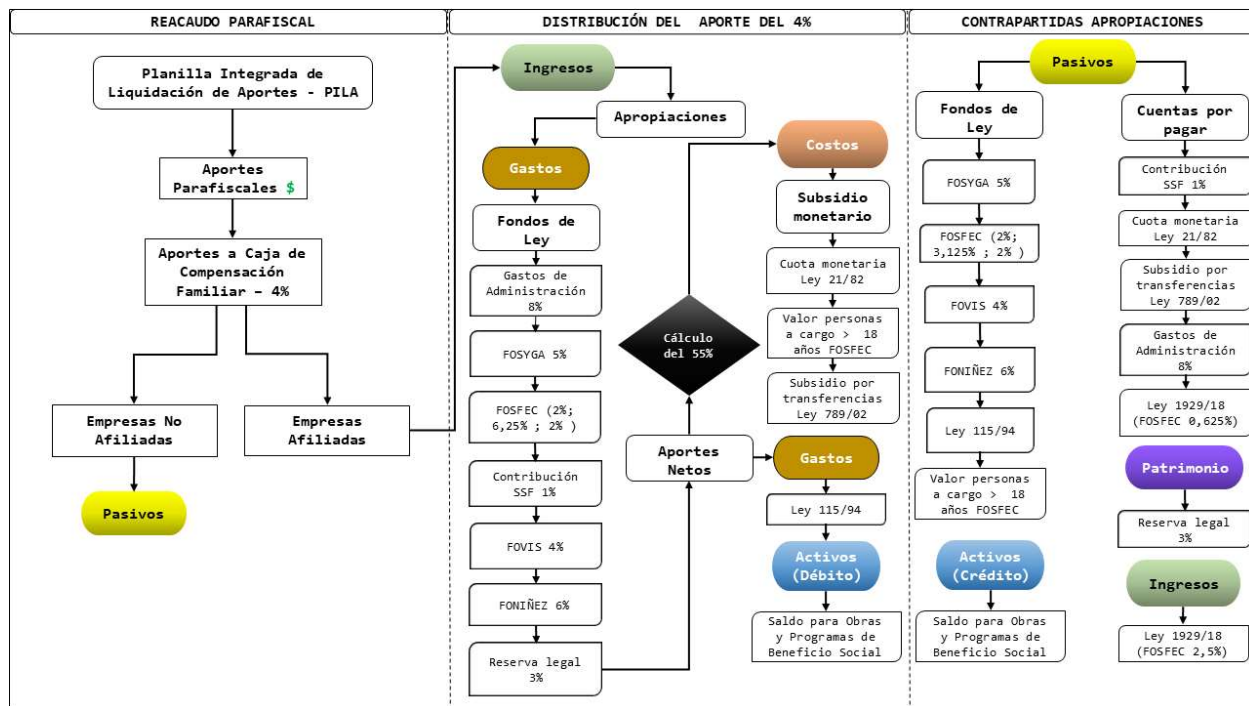 REACAUDO PARAFISCAL
Planilla Integrada de
Liquidación de Aportes - PILA
Aportes
Parafiscales $
Aportes a Caja de
Compensación
Familiar – 4%
Empresas No
Afiliadas
Empresas
Afiliadas
Pasivos
DISTRIBUCIÓN DEL APORTE DEL 4%
Ingresos
Apropiaciones
Gastos
Fondos de
Ley
Gastos de
Administración
8%
FOSYGA 5%
FOSFEC (2%;
6,25% ; 2% )
Contribución
SSF 1%
FOVIS 4%
FONIÑEZ 6%
Reserva legal
3%
Aportes
Netos
Cálculo
del 55%
Costos
Subsidio
monetario
Cuota monetaria
Ley 21/82
Valor personas
a cargo > 18
años FOSFEC
Subsidio por
transferencias
Ley 789/02
Gastos
Ley 115/94
Activos
(Débito)
Saldo para Obras
y Programas de
Beneficio Social
CONTRAPARTIDAS APROPIACIONES
Pasivos
Fondos de
Ley
FOSYGA 5%
FOSFEC (2%;
3,125% ; 2% )
FOVIS 4%
FONIÑEZ 6%
Ley 115/94
Valor personas
a cargo > 18
años FOSFEC
Activos
(Crédito)
Saldo para Obras
y Programas de
Beneficio Social
Cuentas por
pagar
Contribución
SSF 1%
Cuota monetaria
Ley 21/82
Subsidio por
transferencias
Ley 789/02
Gastos de
Administración
8%
Ley 1929/18
(FOSFEC 0,625%)
Patrimonio
Reserva legal
3%
Ingresos
Ley 1929/18
(FOSFEC 2,5%)